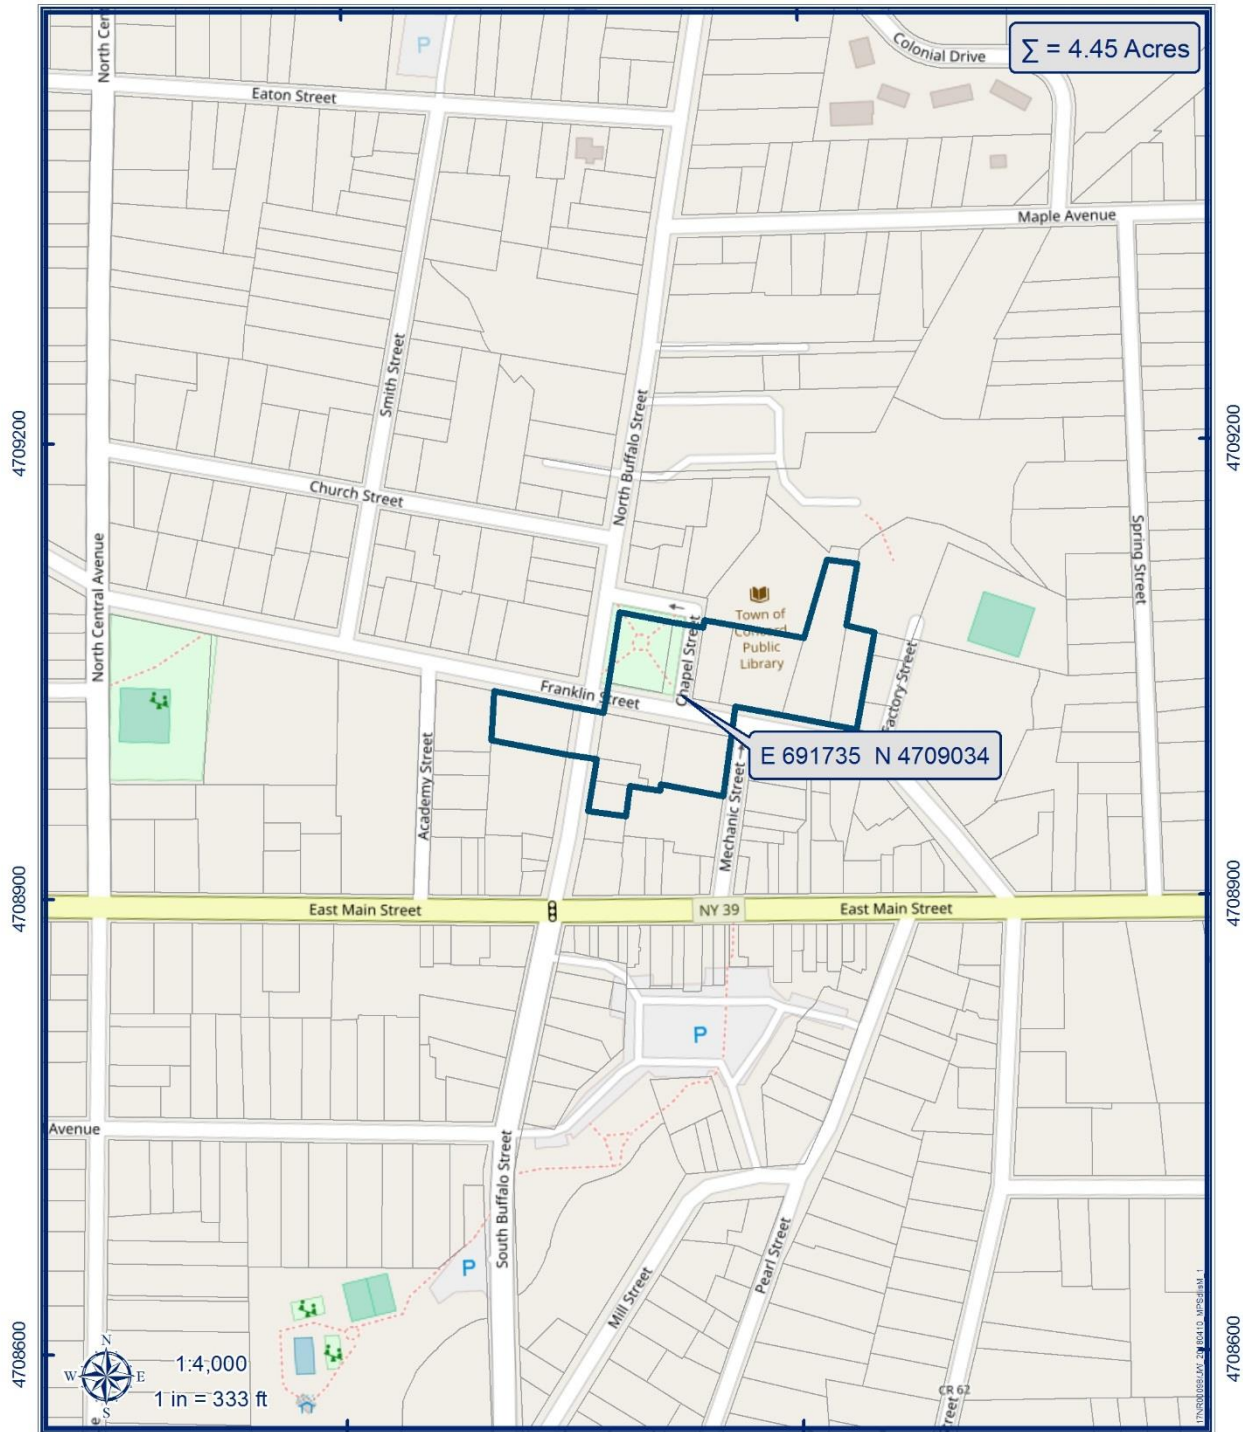 North Cen
P
Colonial Drive
∑ = 4.45 Acres
Eaton Street
Maple Avenue
Smith Street
North Buffalo Street
4709200
4709200
Church Street
Spring Street
North Central Avenue
Town of
Concord
Public
Library
Chapel Street
Franklin Street
Factory Street
E 691735 N 4709034
Academy Street
Mechanic Street
4708900
4708900
East Main Street
NY 39
East Main Street
P
Avenue
South Buffalo Street
P
Pearl Street
Mill Street
4708600
4708600
N
W
E
S
1:4,000
1 in = 333 ft
CR 62
treet
e